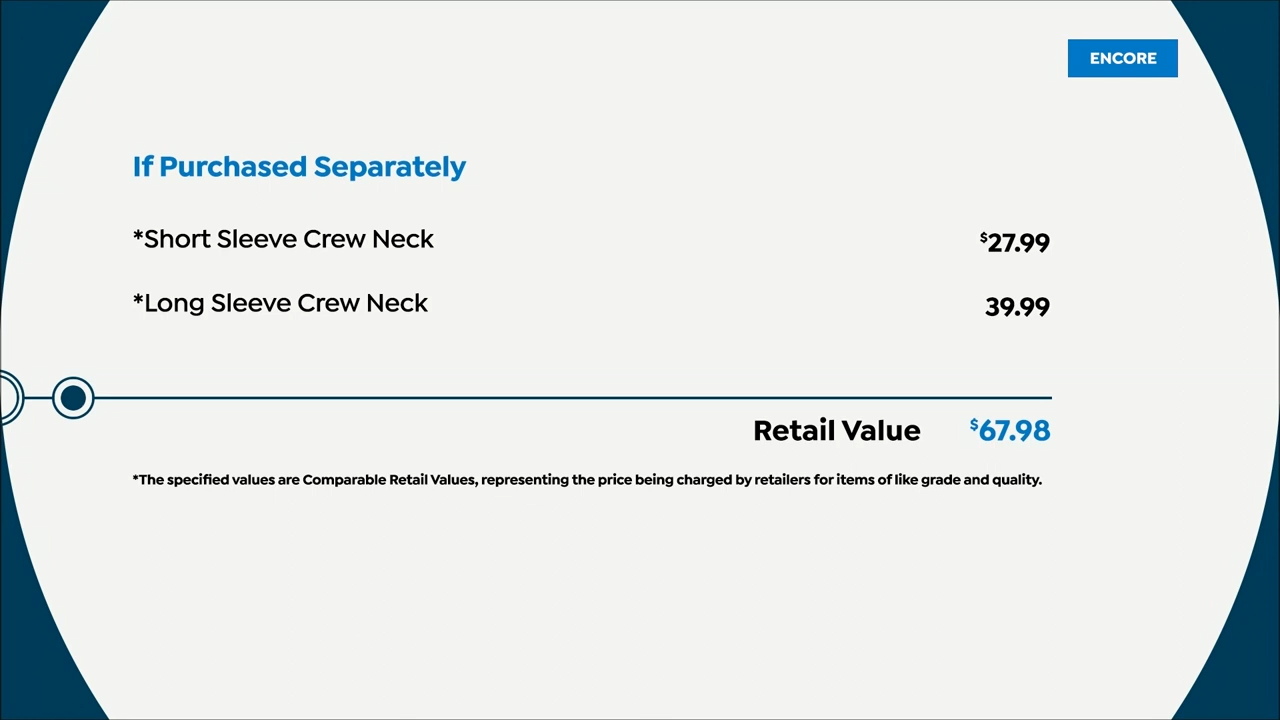 ENCORE
If Purchased Separately
*Short Sleeve Crew Neck $27.99
*Long Sleeve Crew Neck 39.99
Retail Value $67.98
*The specified values are Comparable Retail Values, representing the price being charged by retailers for items of like grade and quality.